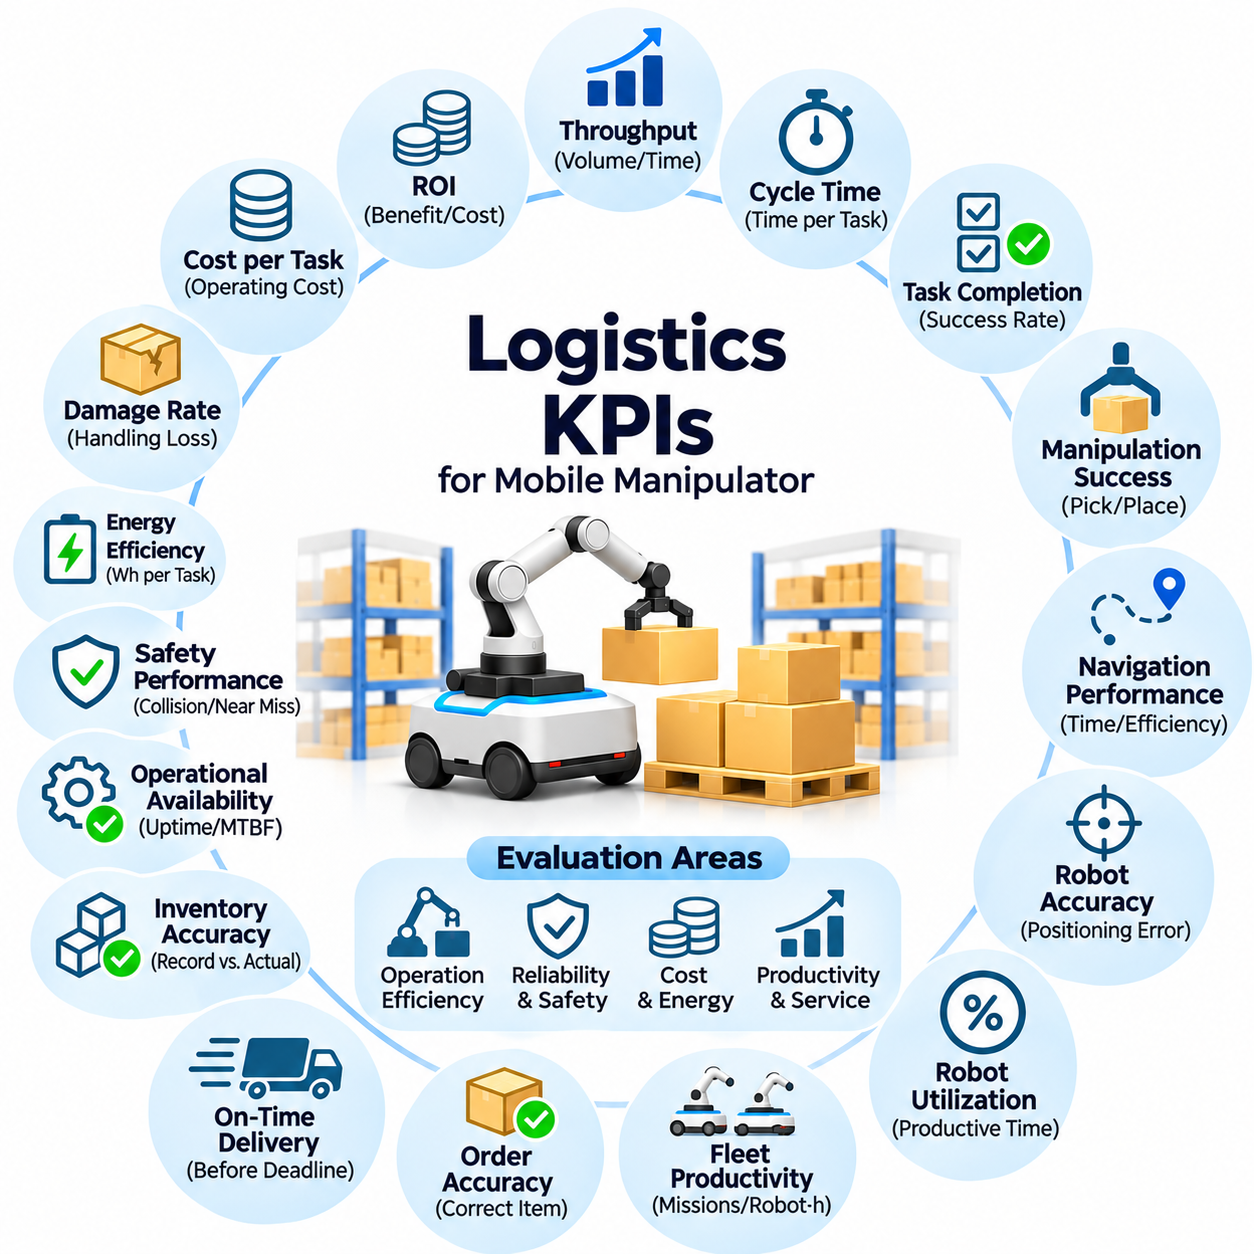 Throughput
(Volume/Time)
Cycle Time
(Time per Task)
Task Completion
(Success Rate)
Manipulation
Success
(Pick/Place)
Navigation
Performance
(Time/Efficiency)
Robot
Accuracy
(Positioning Error)
%
Robot
Utilization
(Productive Time)
Fleet
Productivity
(Missions/Robot-h)
Order
Accuracy
(Correct Item)
On-Time
Delivery
(Before Deadline)
Inventory
Accuracy
(Record vs. Actual)
Operational
Availability
(Uptime/MTBF)
Safety
Performance
(Collision/Near Miss)
Energy
Efficiency
(Wh per Task)
Damage Rate
(Handling Loss)
Cost per Task
(Operating Cost)
ROI
(Benefit/Cost)
Logistics
KPIs
for Mobile Manipulator
Evaluation Areas
Operation
Efficiency
Reliability
& Safety
Cost
& Energy
Productivity
& Service